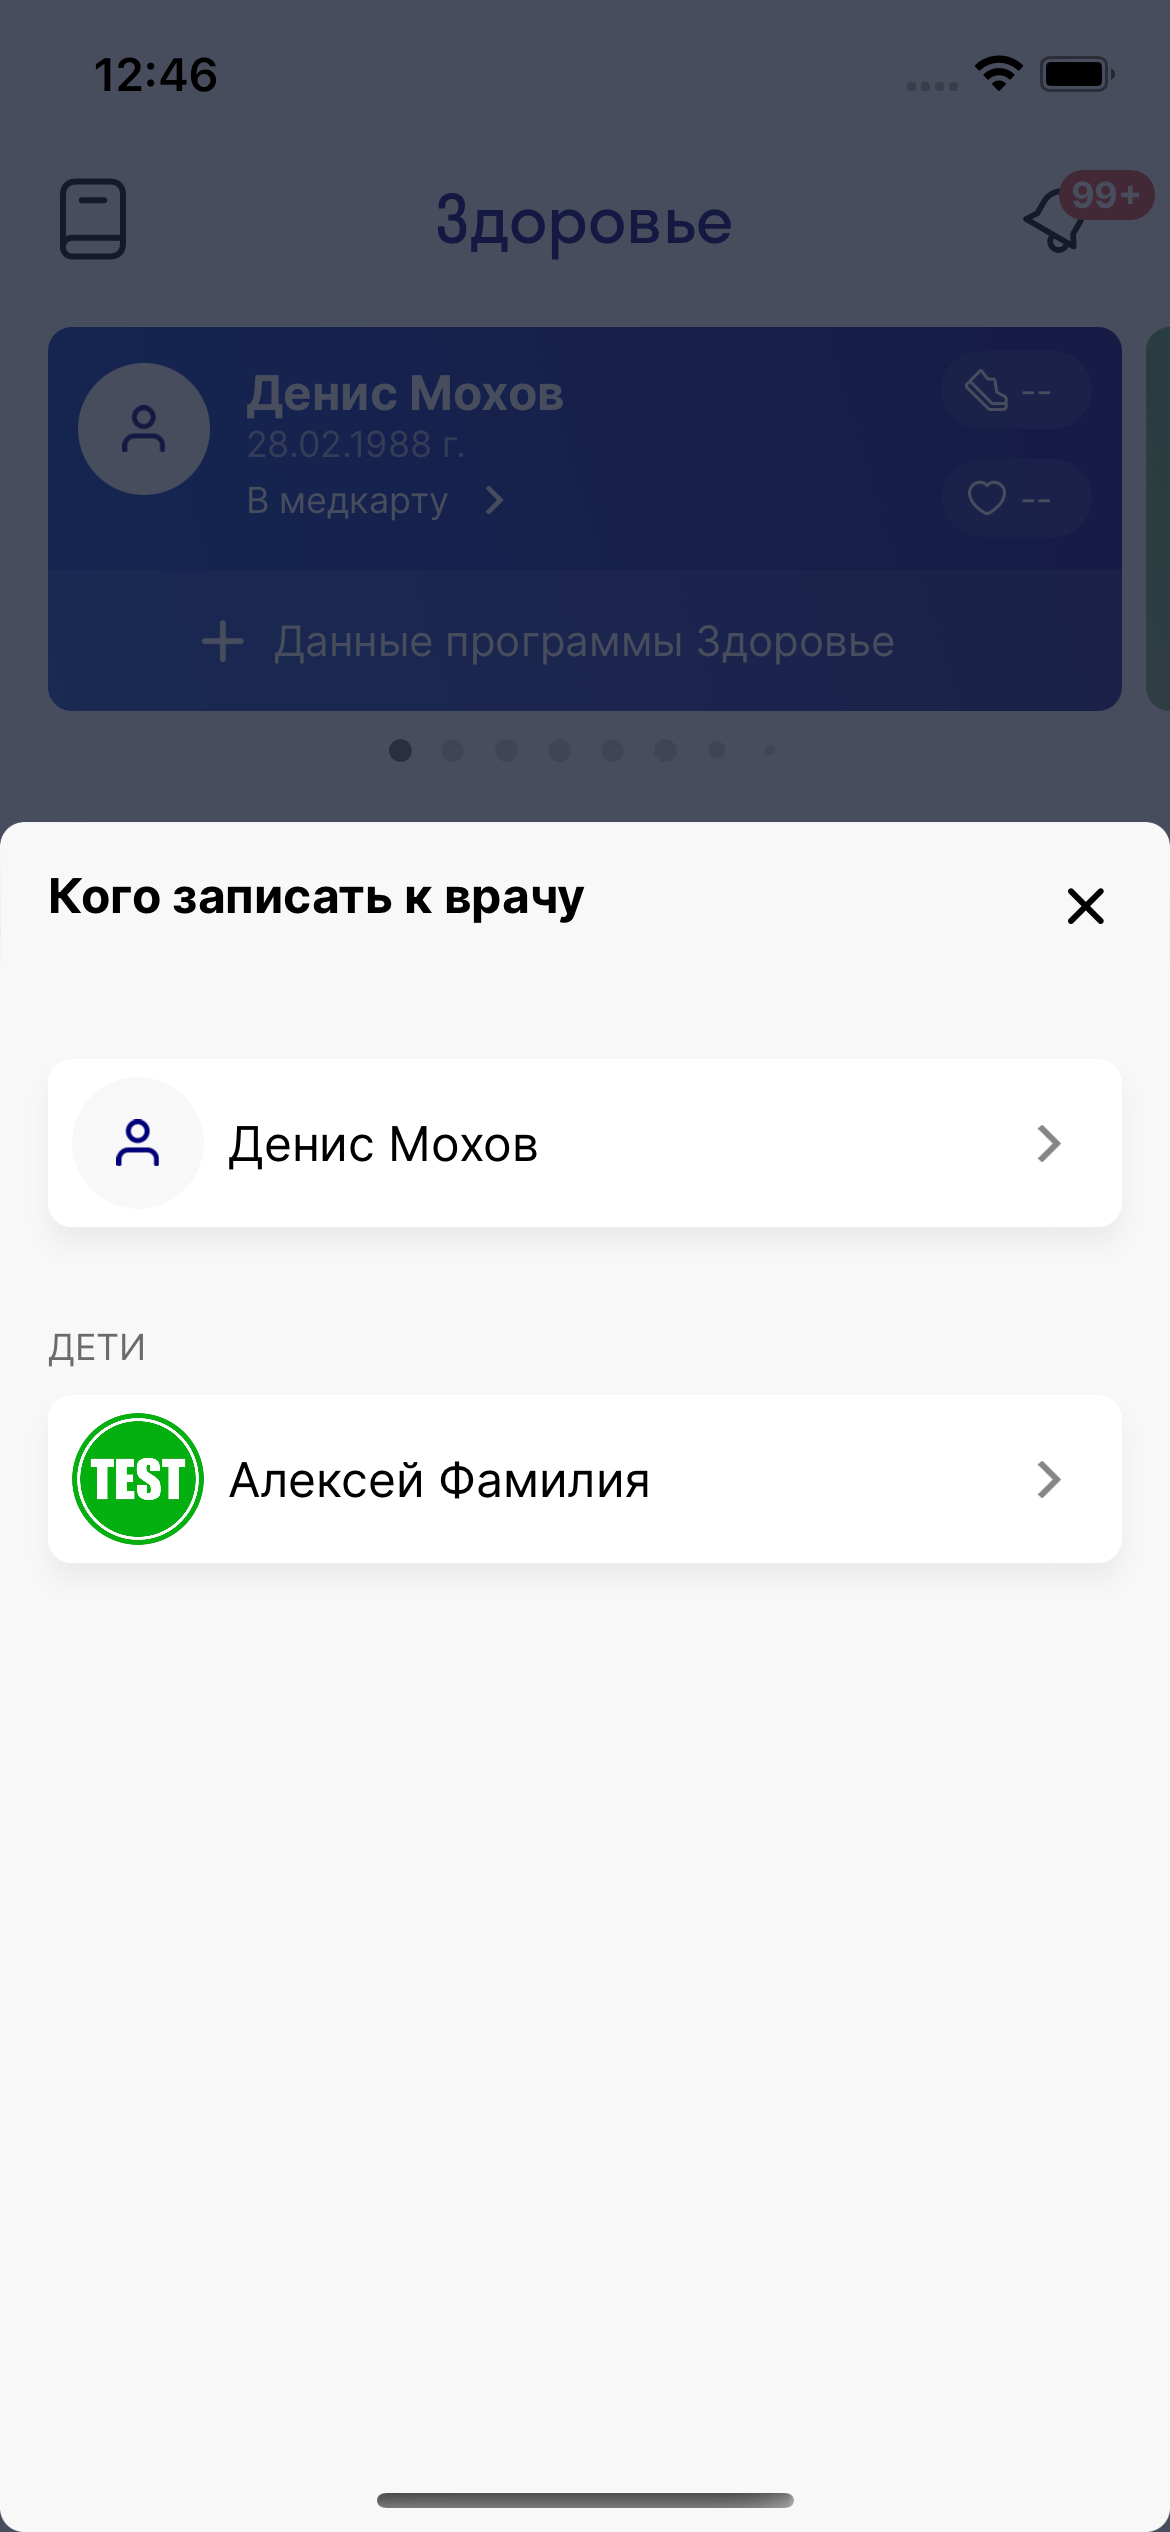 12:46
Здоровье
99+
Денис Мохов
28.02.1988 г.
В медкарту
--
--
Данные программы Здоровье
Кого записать к врачу
Денис Мохов
ДЕТИ
TEST
Алексей Фамилия